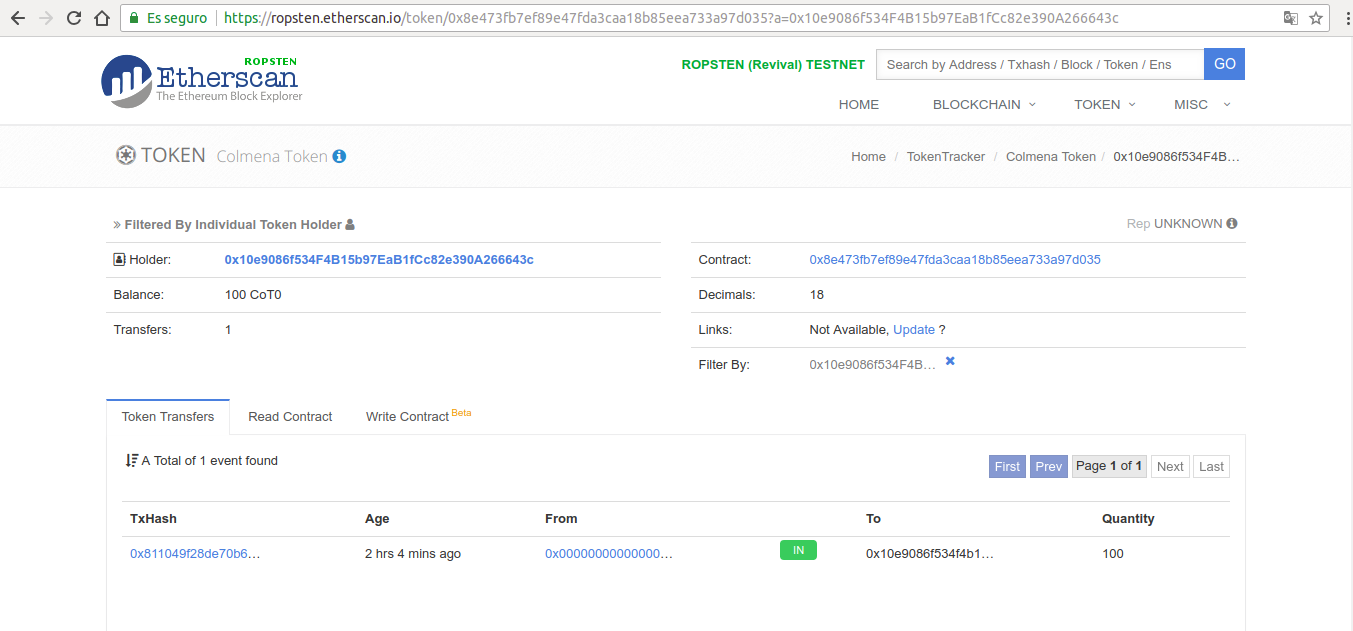 Es seguro https://ropsten.etherscan.io/token/0x8e473fb7ef89e47fda3caa18b85eea733a97d035?a=0x10e9086f534F4B15b97EaB1fCc82e390A266643c
ROPSTEN
Etherscan
The Ethereum Block Explorer
ROPSTEN (Revival) TESTNET Search by Address / Txhash / Block / Token / Ens GO
HOME BLOCKCHAIN TOKEN MISC
TOKEN Colmena Token Home / TokenTracker / Colmena Token / 0x10e9086f534F4B...
» Filtered By Individual Token Holder Rep UNKNOWN
Holder: 0x10e9086f534F4B15b97EaB1fCc82e390A266643c Contract: 0x8e473fb7ef89e47fda3caa18b85eea733a97d035
Balance: 100 CoT0 Decimals: 18
Transfers: 1 Links: Not Available, Update ?
Filter By: 0x10e9086f534F4B...
Token Transfers Read Contract Write Contract Beta
A Total of 1 event found First Prev Page 1 of 1 Next Last
TxHash Age From To Quantity
0x811049f28de70b6... 2 hrs 4 mins ago 0x00000000000000... IN 0x10e9086f534f4b1... 100